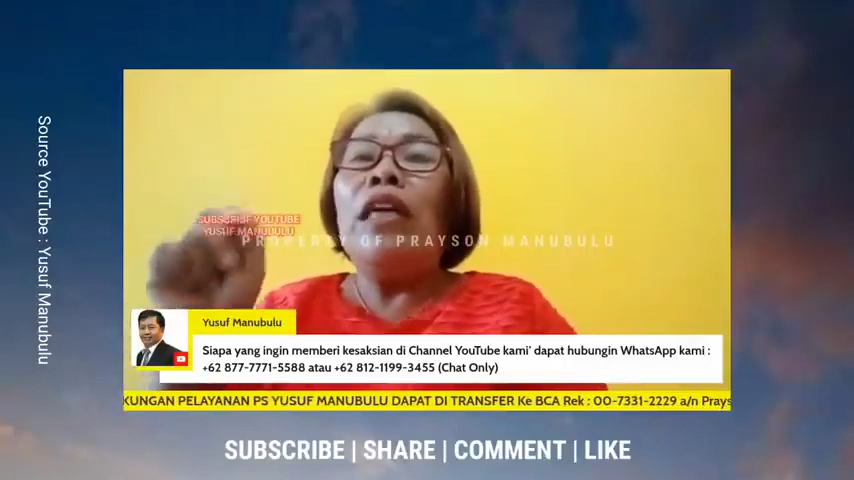 Source YouTube : Yusuf Manubulu
SUBSCRIBE YOUTUBE
YUSUF MANUBULU
PROPERTY OF PRAYSON MANUBULU
Yusuf Manubulu
Siapa yang ingin memberi kesaksian di Channel YouTube kami' dapat hubungin WhatsApp kami :
+62 877-7771-5588 atau +62 812-1199-3455 (Chat Only)
KUNGAN PELAYANAN PS YUSUF MANUBULU DAPAT DI TRANSFER Ke BCA Rek : 00-7331-2229 a/n Prays
SUBSCRIBE | SHARE | COMMENT | LIKE